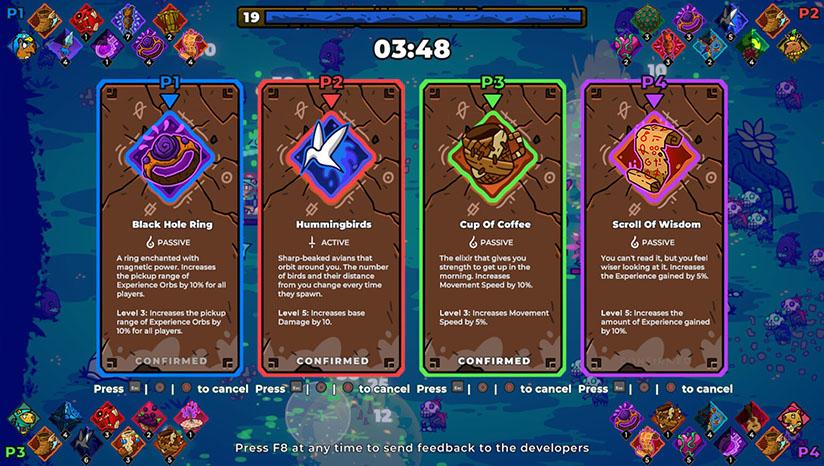 P1
19
P2
03:48
P1
Black Hole Ring
PASSIVE
A ring enchanted with
magnetic power. Increases
the pickup range of
Experience Orbs by 10% for all
players.
Level 3: Increases the pickup
range of Experience Orbs by
10% for all players.
CONFIRMED
Press Esc | | to cancel
P2
Hummingbirds
ACTIVE
Sharp-beaked avians that
orbit around you. The number
of birds and their distance
from you change every time
they spawn.
Level 5: Increases base
Damage by 10.
CONFIRMED
Press Esc | | to cancel
P3
Cup Of Coffee
PASSIVE
The elixir that gives you
strength to get up in the
morning. Increases
Movement Speed by 10%.
Level 3: Increases Movement
Speed by 5%.
CONFIRMED
Press Esc | | to cancel
P4
Scroll Of Wisdom
PASSIVE
You can't read it, but you feel
wiser looking at it. Increases
the Experience gained by 5%.
Level 5: Increases the
amount of Experience gained
by 10%.
Press Esc | | to cancel
12
P3
Press F8 at any time to send feedback to the developers
P4